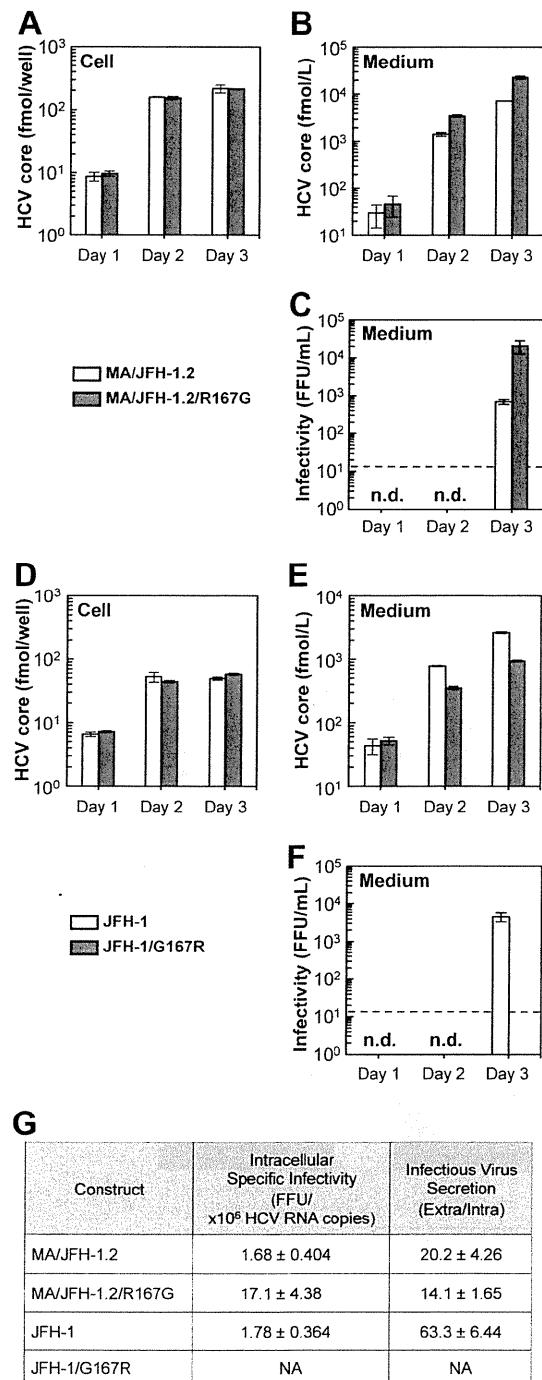 A
Cell
HCV core (fmol/well)
10³
10²
10¹
10⁰
Day 1 Day 2 Day 3
B
Medium
HCV core (fmol/L)
10⁵
10⁴
10³
10²
10¹
Day 1 Day 2 Day 3
C
Medium
Infectivity (FFU/mL)
10⁵
10⁴
10³
10²
10¹
10⁰
n.d. n.d.
Day 1 Day 2 Day 3
MA/JFH-1.2
MA/JFH-1.2/R167G
D
Cell
HCV core (fmol/well)
10³
10²
10¹
10⁰
Day 1 Day 2 Day 3
E
Medium
HCV core (fmol/L)
10⁴
10³
10²
10¹
Day 1 Day 2 Day 3
F
Medium
Infectivity (FFU/mL)
10⁵
10⁴
10³
10²
10¹
10⁰
n.d. n.d.
Day 1 Day 2 Day 3
JFH-1
JFH-1/G167R
G
Construct
Intracellular
Specific Infectivity
(FFU/
x10⁶ HCV RNA copies)
Infectious Virus
Secretion
(Extra/Intra)
MA/JFH-1.2 1.68 ± 0.404 20.2 ± 4.26
MA/JFH-1.2/R167G 17.1 ± 4.38 14.1 ± 1.65
JFH-1 1.78 ± 0.364 63.3 ± 6.44
JFH-1/G167R NA NA